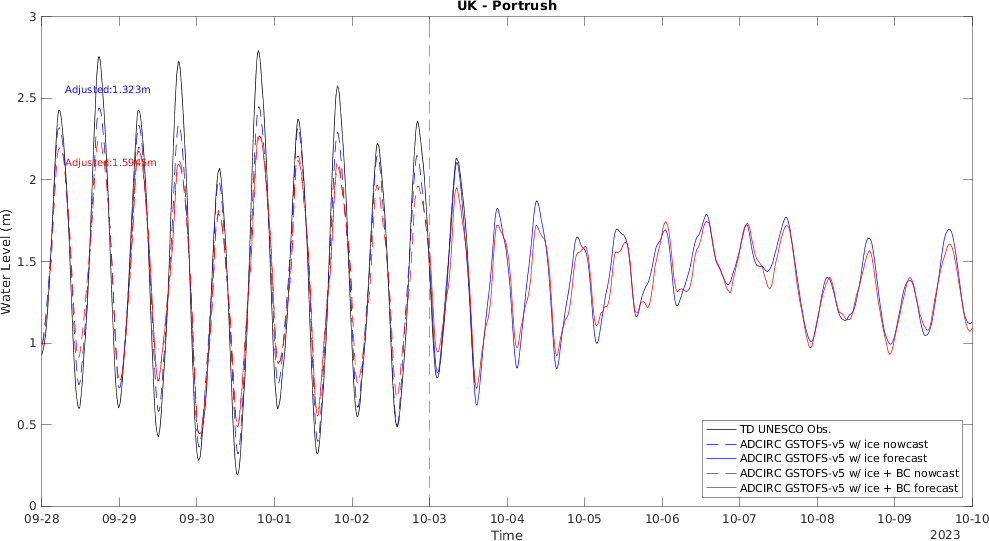 UK - Portrush
Water Level (m)
3
2.5
2
1.5
1
0.5
0
Adjusted:1.323m
Adjusted:1.5945m
TD UNESCO Obs.
ADCIRC GSTOFS-v5 w/ ice nowcast
ADCIRC GSTOFS-v5 w/ ice forecast
ADCIRC GSTOFS-v5 w/ ice + BC nowcast
ADCIRC GSTOFS-v5 w/ ice + BC forecast
09-28 09-29 09-30 10-01 10-02 10-03 10-04 10-05 10-06 10-07 10-08 10-09 10-10
Time
2023